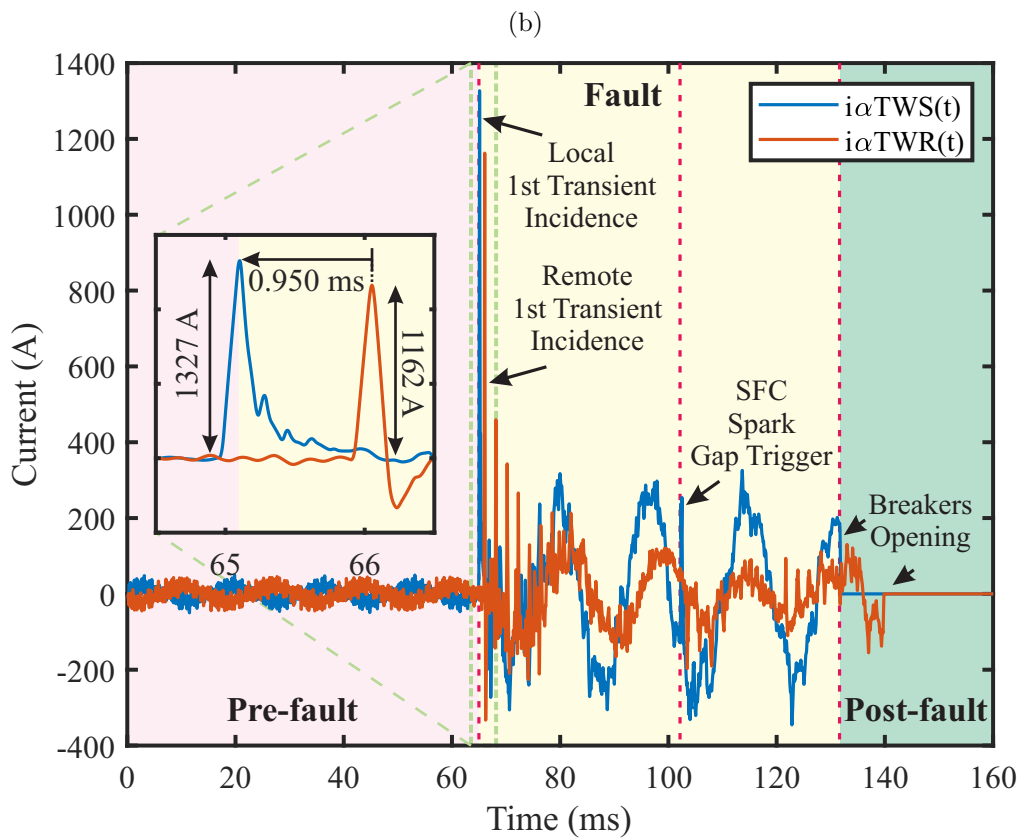 (b)
1400
1200
1000
800
600
400
200
0
-200
-400
Current (A)
Fault
iαTWS(t)
iαTWR(t)
Local
1st Transient
Incidence
Remote
1st Transient
Incidence
0.950 ms
1327 A
1162 A
65
66
SFC
Spark
Gap Trigger
Breakers
Opening
Pre-fault
Post-fault
0 20 40 60 80 100 120 140 160
Time (ms)